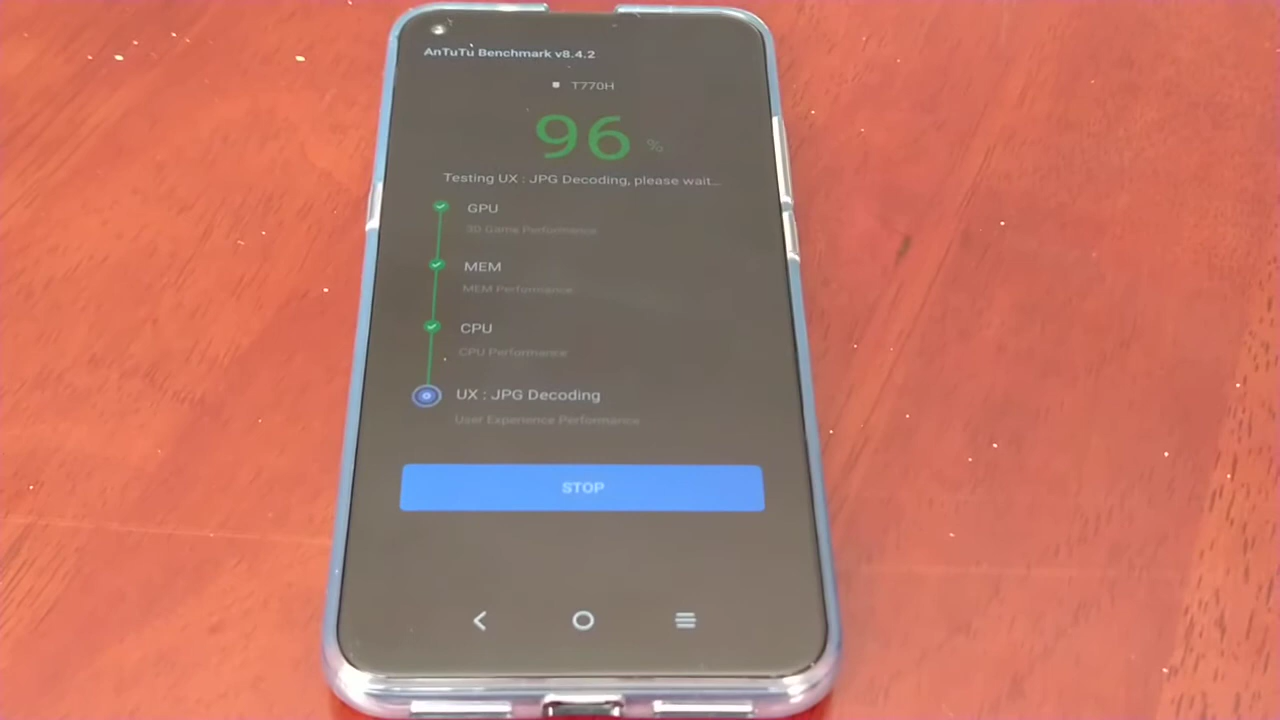 AnTuTu Benchmark v8.4.2
T770H
96 %
Testing UX : JPG Decoding, please wait...
GPU
3D Game Performance
MEM
MEM Performance
CPU
CPU Performance
UX : JPG Decoding
User Experience Performance
STOP